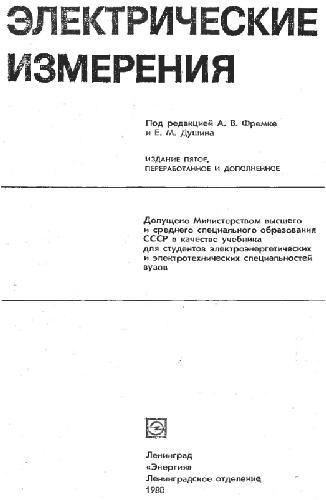 ЭЛЕКТРИЧЕСКИЕ
ИЗМЕРЕНИЯ
Под редакцией А. В. Фремке
и Е. М. Душина
ИЗДАНИЕ ПЯТОЕ,
ПЕРЕРАБОТАННОЕ И ДОПОЛНЕННОЕ
Допущено Министерством высшего
и среднего специального образования
СССР в качестве учебника
для студентов электроэнергетических
и электротехнических специальностей
вузов
Ленинград
«Энергия»
Ленинградское отделение
1980